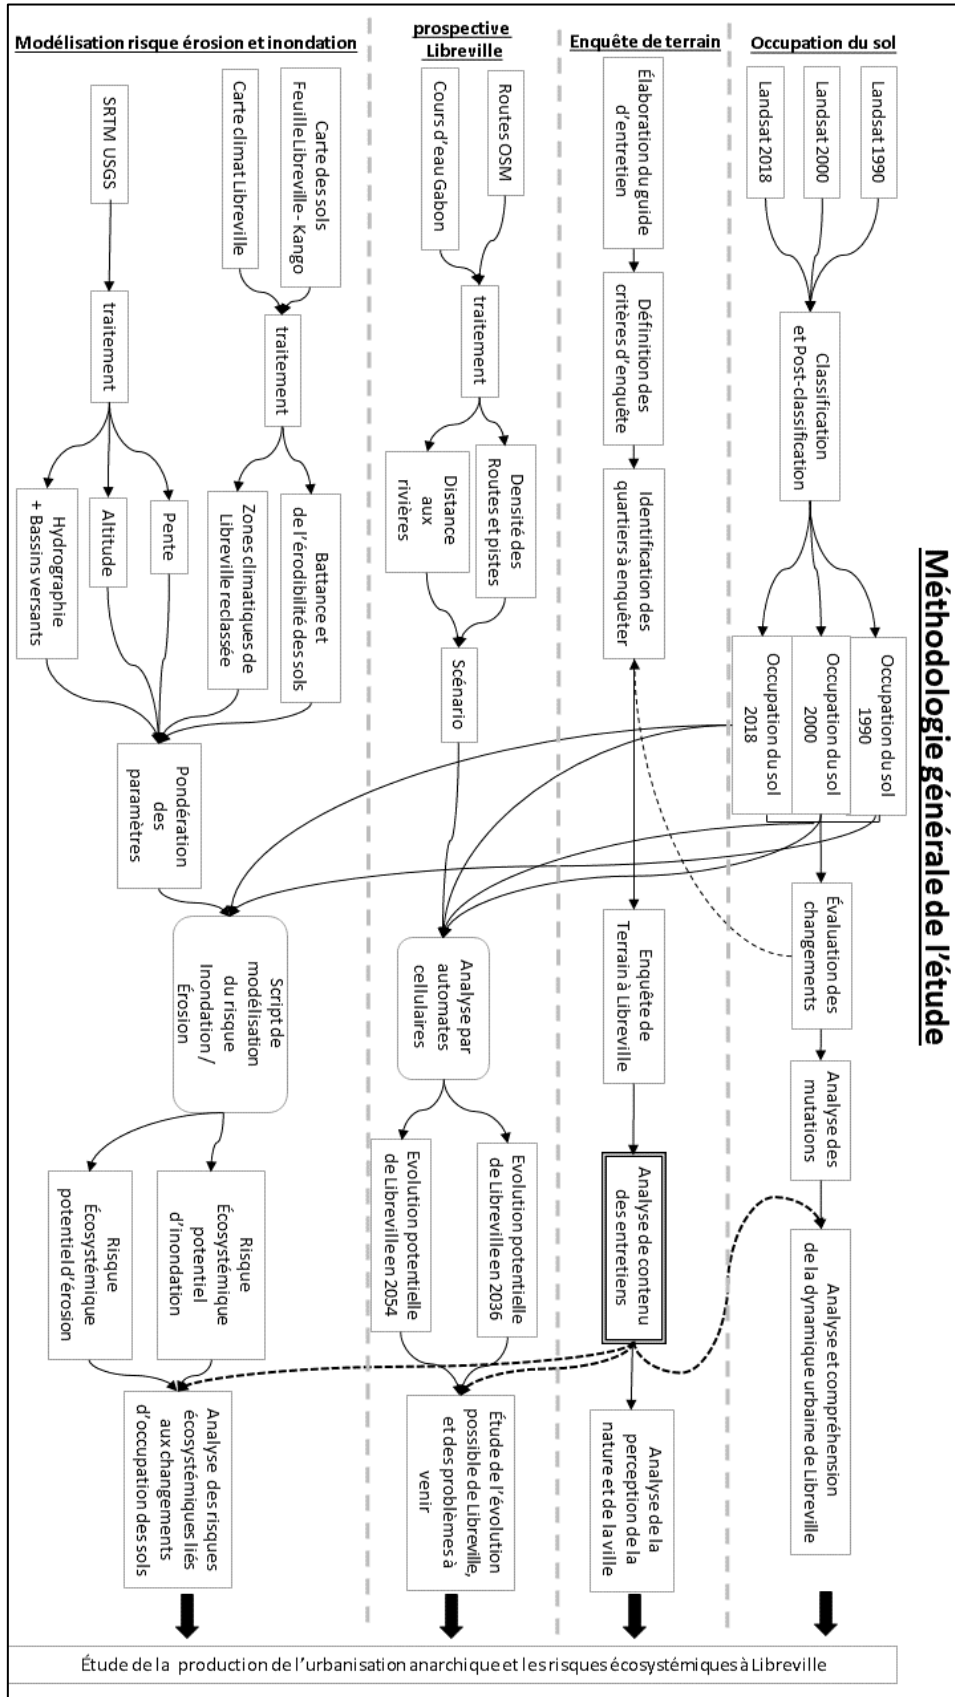 Méthodologie générale de l'étude
Occupation du sol
Landsat 1990
Landsat 2000
Landsat 2018
Classification
et Post-classification
Occupation du sol
1990
Occupation du sol
2000
Occupation du sol
2018
Évaluation des
changements
Analyse des
mutations
Analyse et compréhension
de la dynamique urbaine de Libreville
Enquête de terrain
Élaboration du guide
d'entretien
Définition des
critères d'enquête
Identification des
quartiers à enquêter
Enquête de
Terrain à Libreville
Analyse de contenu
des entretiens
Analyse de la
perception de la
nature et de la ville
prospective
Libreville
Routes OSM
Cours d'eau Gabon
traitement
Densité des
Routes et pistes
Distance
aux
rivières
Scénario
Analyse par
automates
cellulaires
Evolution potentielle
de Libreville en 2036
Evolution potentielle
de Libreville en 2054
Étude de l'évolution
possible de Libreville,
et des problèmes à
venir
Modélisation risque érosion et inondation
Carte des sols
Feuille Libreville - Kango
Carte climat Libreville
traitement
Battance et
de l'érodibilité des sols
Zones climatiques de
Libreville reclassée
SRTM USGS
traitement
Pente
Altitude
Hydrographie
+ Bassins versants
Pondération
des
paramètres
Script de
modélisation
du risque
Inondation /
Érosion
Risque
Écosystémique
potentiel
d'inondation
Risque
Écosystémique
potentiel d'érosion
Analyse des risques
écosystémiques liés
aux changements
d'occupation des sols
Étude de la production de l'urbanisation anarchique et les risques écosystémiques à Libreville